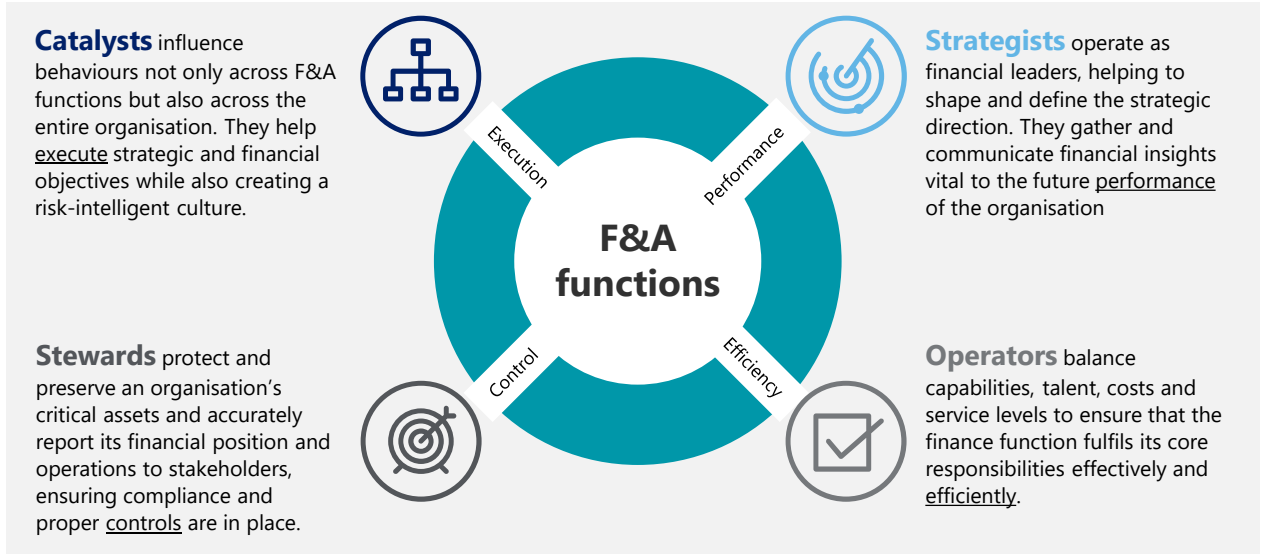 Catalysts influence
behaviours not only across F&A
functions but also across the
entire organisation. They help
execute strategic and financial
objectives while also creating a
risk-intelligent culture.
Strategists operate as
financial leaders, helping to
shape and define the strategic
direction. They gather and
communicate financial insights
vital to the future performance
of the organisation
Execution
Performance
F&A
functions
Control
Efficiency
Stewards protect and
preserve an organisation’s
critical assets and accurately
report its financial position and
operations to stakeholders,
ensuring compliance and
proper controls are in place.
Operators balance
capabilities, talent, costs and
service levels to ensure that the
finance function fulfils its core
responsibilities effectively and
efficiently.